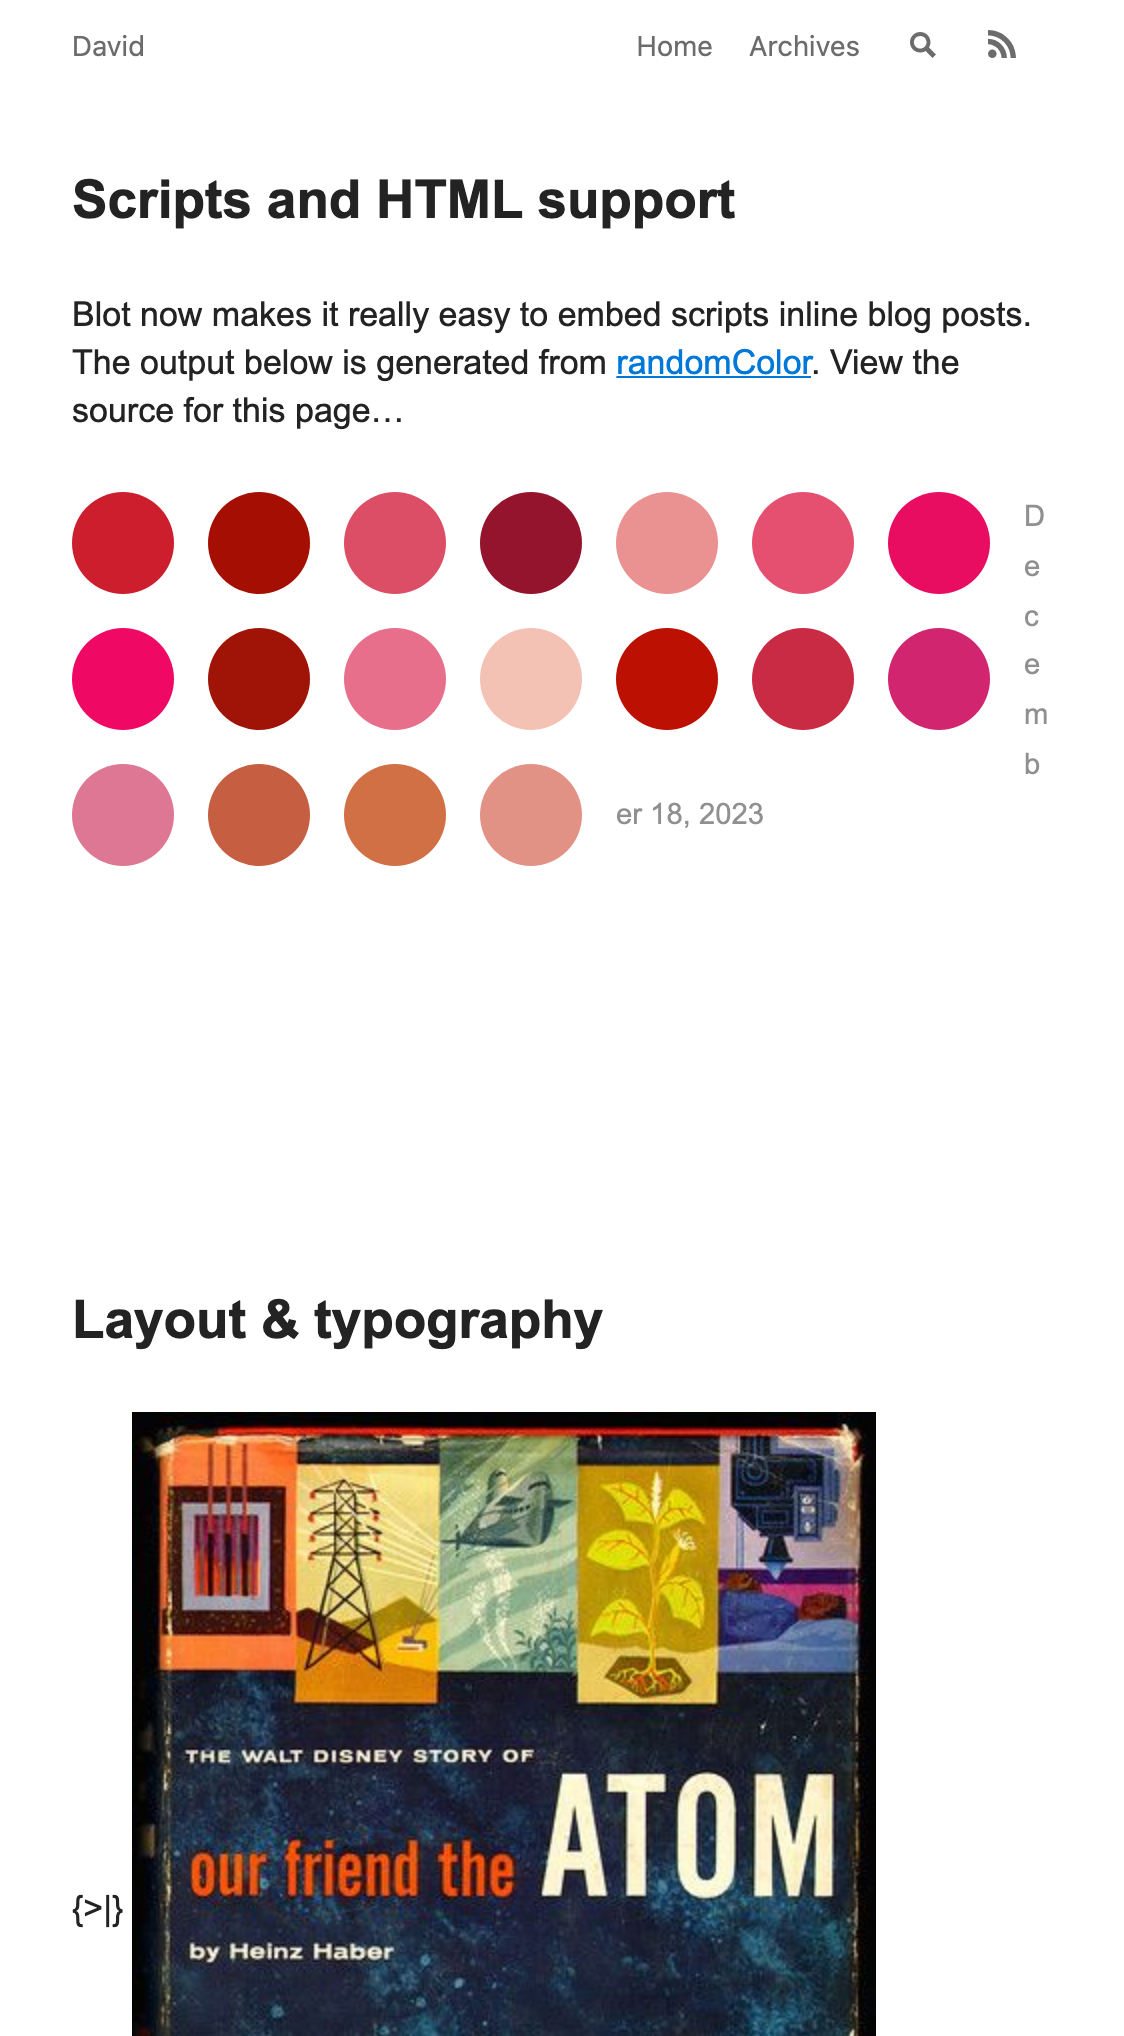 David Home Archives
Scripts and HTML support
Blot now makes it really easy to embed scripts inline blog posts.
The output below is generated from randomColor. View the
source for this page…
D
e
c
e
m
b
er 18, 2023
Layout & typography
THE WALT DISNEY STORY OF
ATOM
our friend the
{>|}
by Heinz Haber